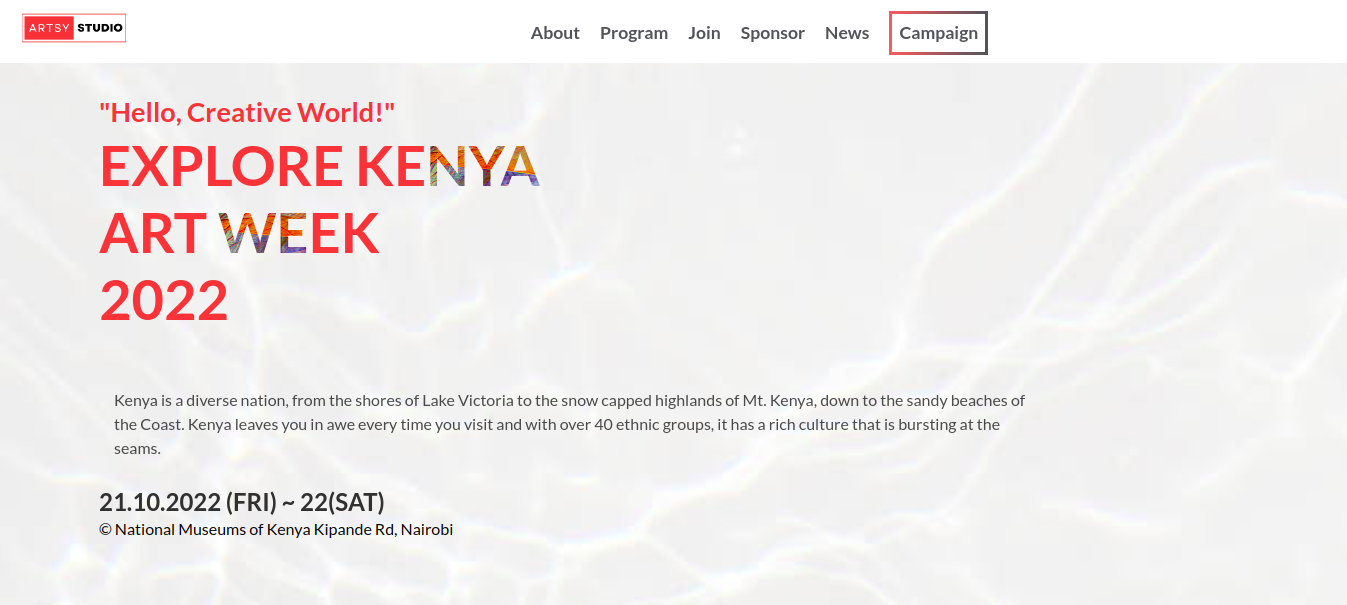 ARTSY STUDIO
About Program Join Sponsor News Campaign
"Hello, Creative World!"
EXPLORE KENYA
ART WEEK
2022
Kenya is a diverse nation, from the shores of Lake Victoria to the snow capped highlands of Mt. Kenya, down to the sandy beaches of
the Coast. Kenya leaves you in awe every time you visit and with over 40 ethnic groups, it has a rich culture that is bursting at the
seams.
21.10.2022 (FRI) ~ 22(SAT)
© National Museums of Kenya Kipande Rd, Nairobi